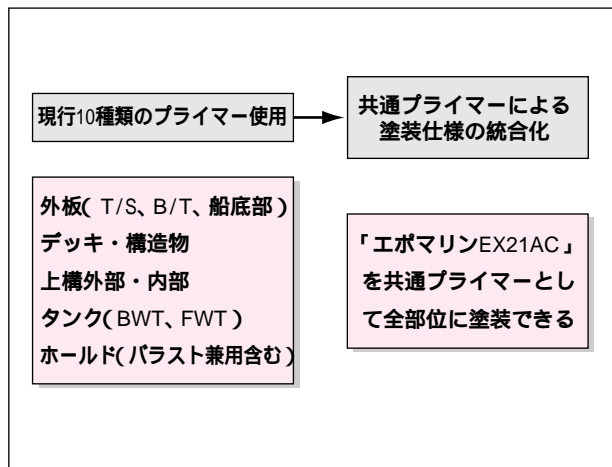 現行10種類のプライマー使用
共通プライマーによる
塗装仕様の統合化
外板(T/S、B/T、船底部)
デッキ・構造物
上構外部・内部
タンク(BWT、FWT)
ホールド(バラスト兼用含む)
「エポマリンEX21AC」
を共通プライマーとし
て全部位に塗装できる